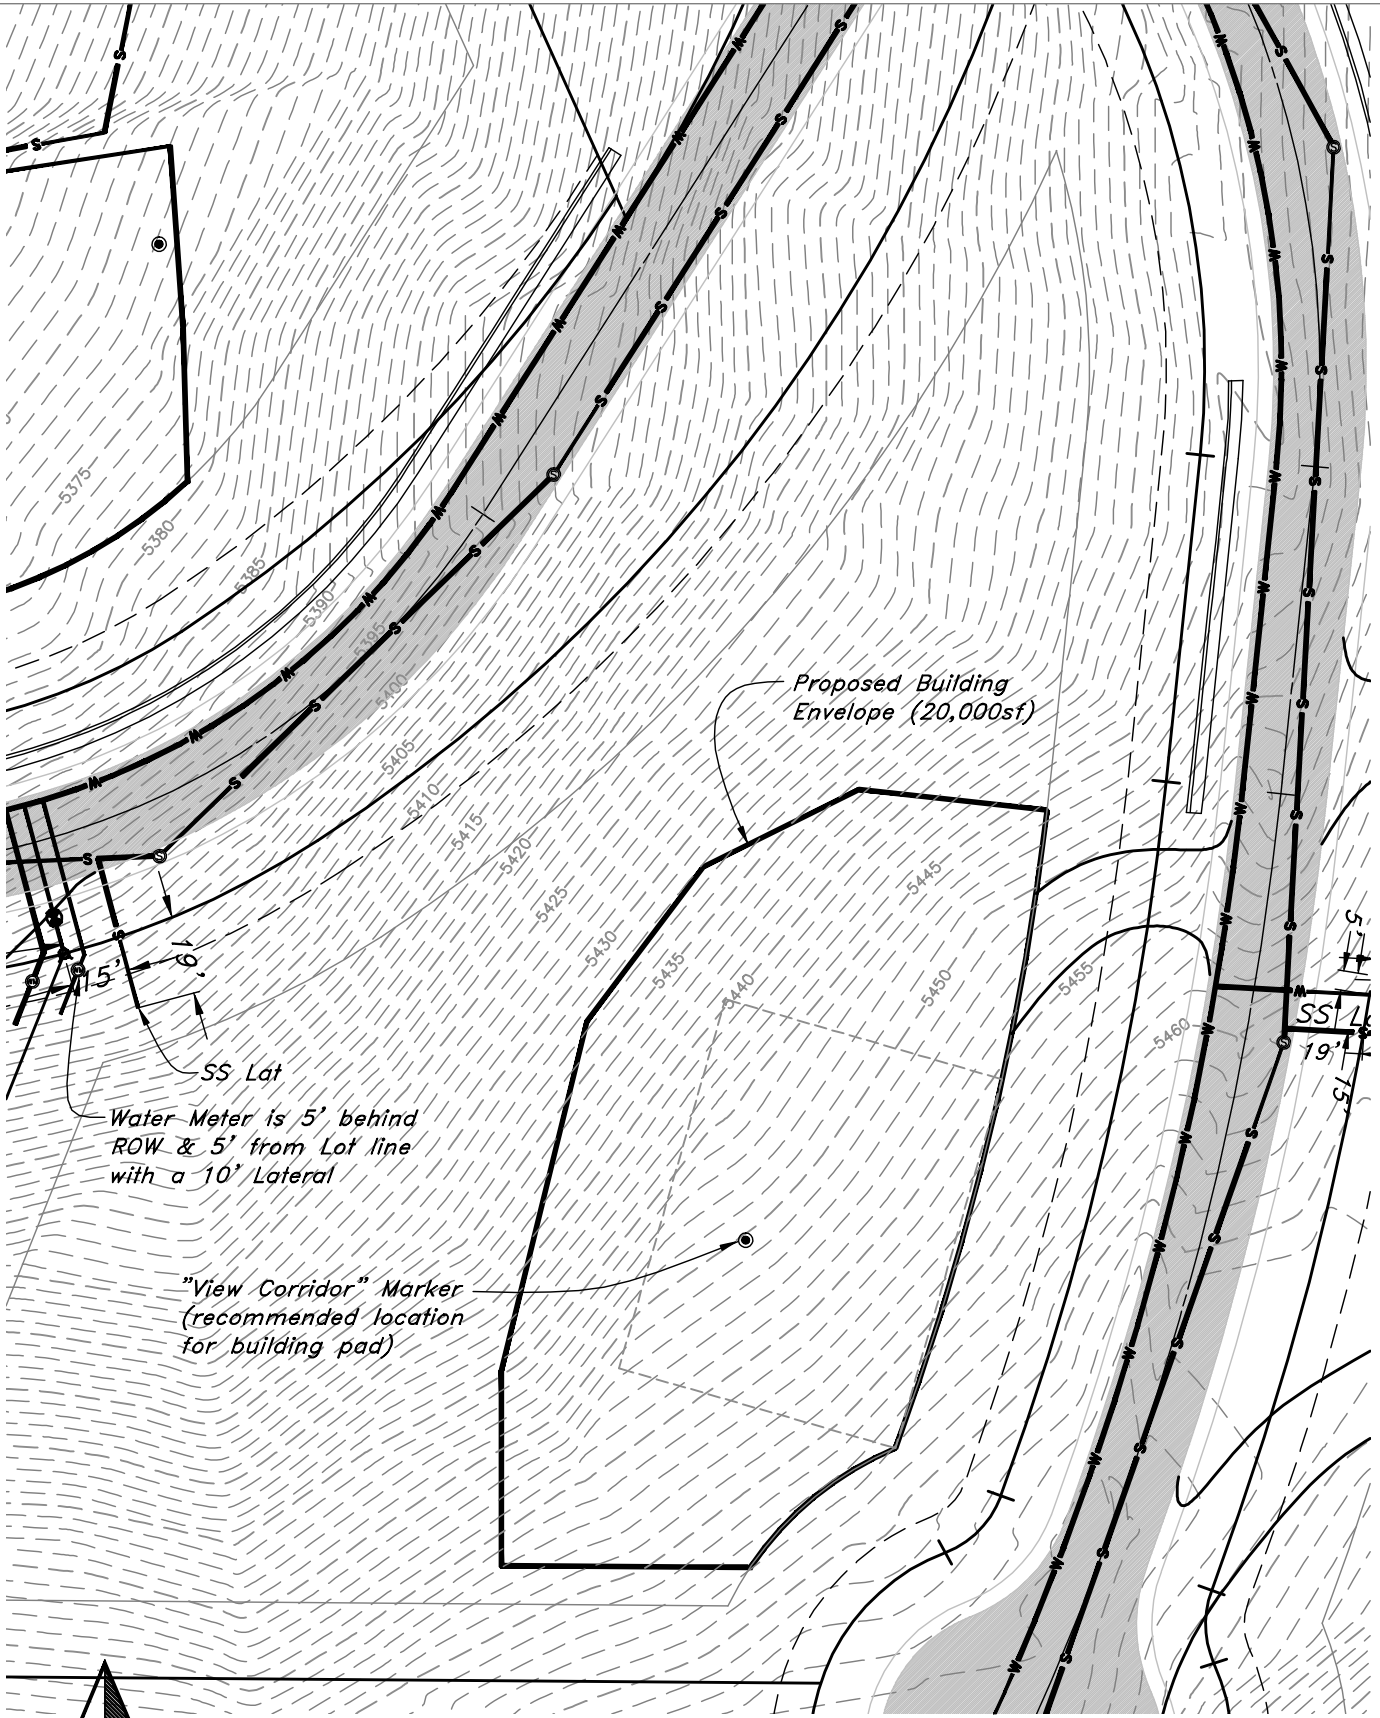 5375
5380
5385
5390
5395
5400
5405
5410
5415
5420
5425
5430
5435
5440
5445
5450
5455
5460
Proposed Building
Envelope (20,000sf)
19'
15'
SS Lat
Water Meter is 5' behind
ROW & 5' from Lot line
with a 10' Lateral
"View Corridor" Marker
(recommended location
for building pad)
5'
SS
19'
15'
W
S